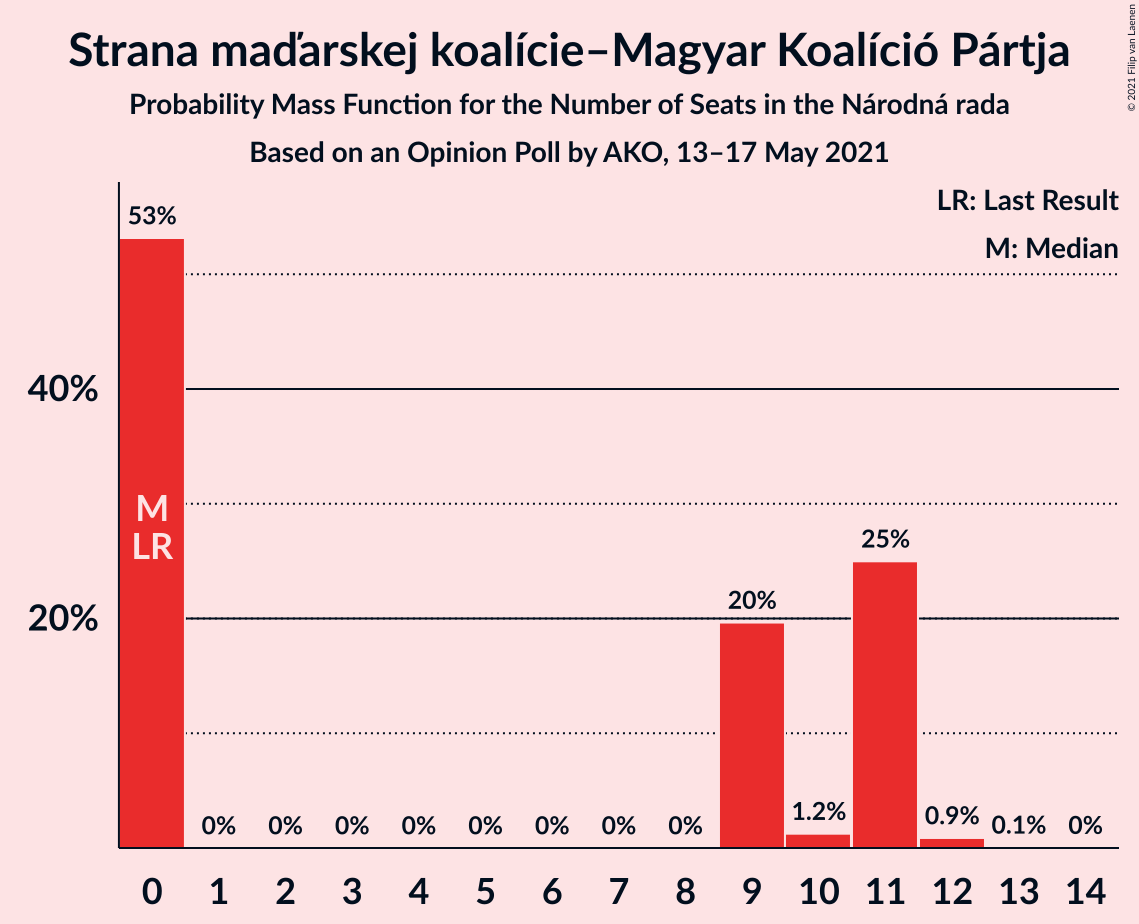 Strana maďarskej koalície–Magyar Koalíció Pártja
Probability Mass Function for the Number of Seats in the Národná rada
Based on an Opinion Poll by AKO, 13–17 May 2021
© 2021 Filip van Laenen
LR: Last Result
M: Median
53%
40%
M
LR
25%
20%
20%
0% 0% 0% 0% 0% 0% 0% 0% 1.2% 0.9% 0.1% 0%
0 1 2 3 4 5 6 7 8 9 10 11 12 13 14